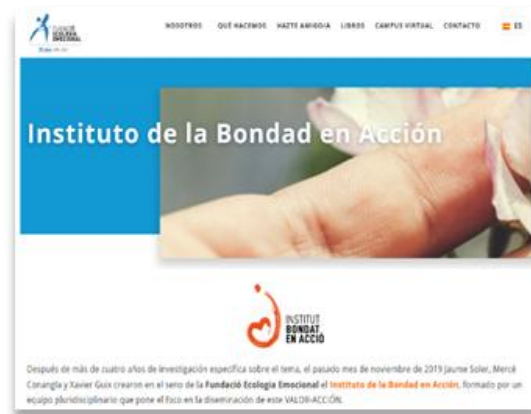 FUNDACIÓ
ECOLOGIA
EMOCIONAL
NOSOTROS QUÉ HACEMOS HAZTE AMIGO/A LIBROS CAMPUS VIRTUAL CONTACTO ES
Instituto de la Bondad en Acción
INSTITUT
BONDAT
EN ACCIÓ
Después de más de cuatro años de investigación específica sobre el tema, el pasado mes de noviembre de 2019 Jaume Soler, Mercè
Conangla y Xavier Guix crearon en el seno de la Fundació Ecologia Emocional el Instituto de la Bondad en Acción, formado por un
equipo pluridisciplinario que pone el foco en la diseminación de este VALOR-ACCIÓN.